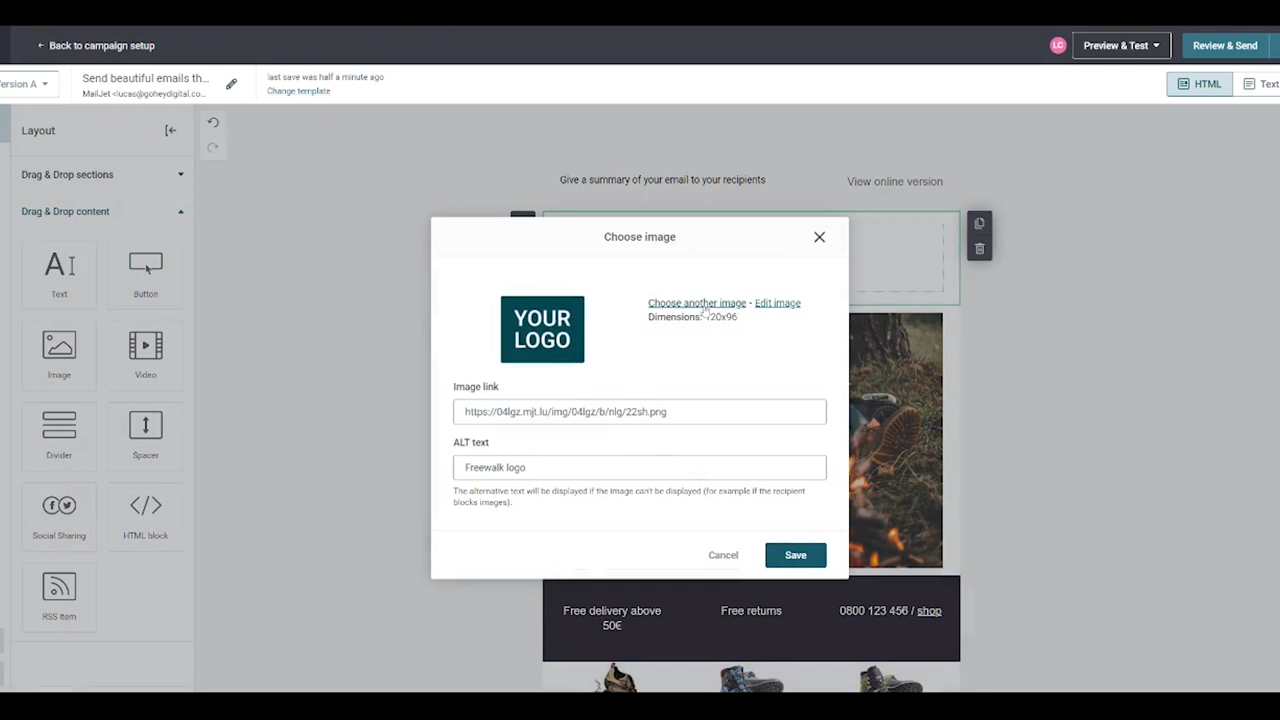 ← Back to campaign setup
LC
Preview & Test
Review & Send
ersion A
Send beautiful emails th...
MailJet <lucas@goheydigital.co...
last save was half a minute ago
Change template
HTML
Text
Layout
Drag & Drop sections
Drag & Drop content
Text
Button
Image
Video
Divider
Spacer
Social Sharing
HTML block
RSS Item
Give a summary of your email to your recipients
View online version
Choose image
YOUR
LOGO
Choose another image - Edit image
Dimensions: 120x96
Image link
https://04lgz.mjt.lu/img/04lgz/b/nlg/22sh.png
ALT text
Freewalk logo
The alternative text will be displayed if the image can't be displayed (for example if the recipient
blocks images).
Cancel
Save
Free delivery above
50€
Free returns
0800 123 456 / shop